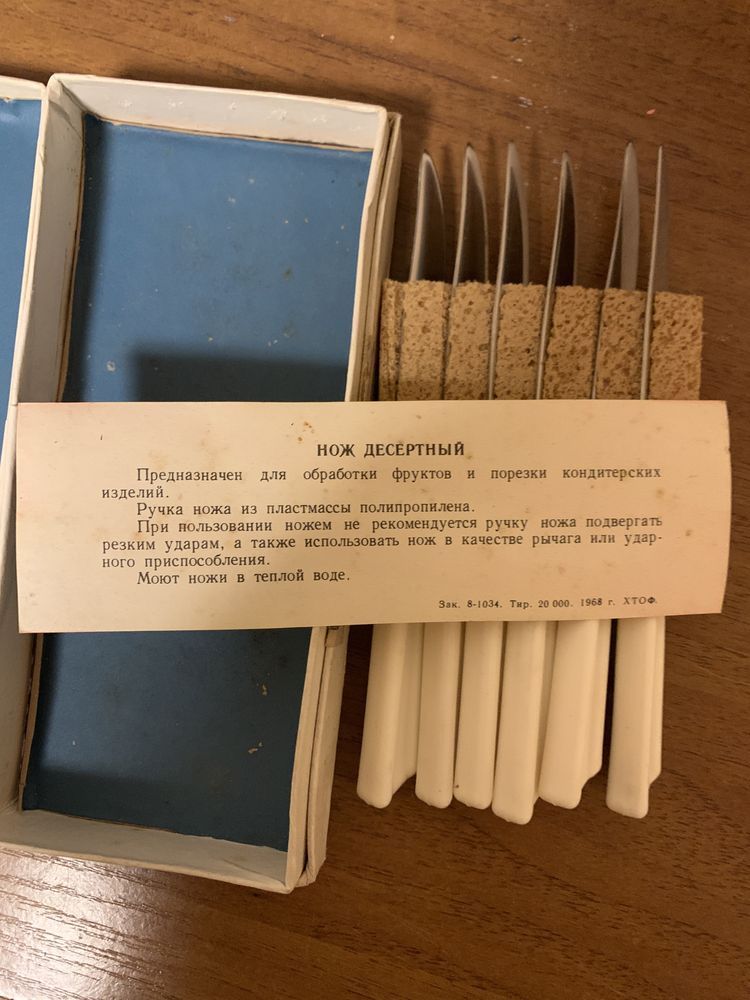 НОЖ ДЕСЕРТНЫЙ
Предназначен для обработки фруктов и порезки кондитерских
изделий.
Ручка ножа из пластмассы полипропилена.
При пользовании ножем не рекомендуется ручку ножа подвергать
резким ударам, а также использовать нож в качестве рычага или удар-
ного приспособления.
Моют ножи в теплой воде.
Зак. 8-1034. Тир. 20 000. 1968 г. ХТОФ.